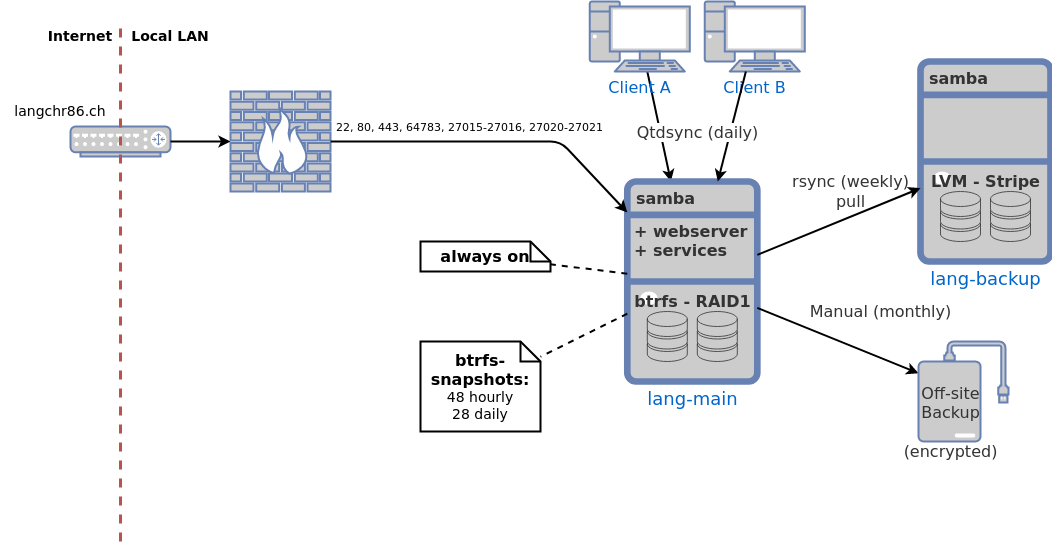 Internet
Local LAN
langchr86.ch
22, 80, 443, 64783, 27015-27016, 27020-27021
Client A
Client B
Qtdsync (daily)
samba
+ webserver
+ services
btrfs - RAID1
lang-main
always on
btrfs-
snapshots:
48 hourly
28 daily
rsync (weekly)
pull
samba
LVM - Stripe
lang-backup
Manual (monthly)
Off-site
Backup
(encrypted)